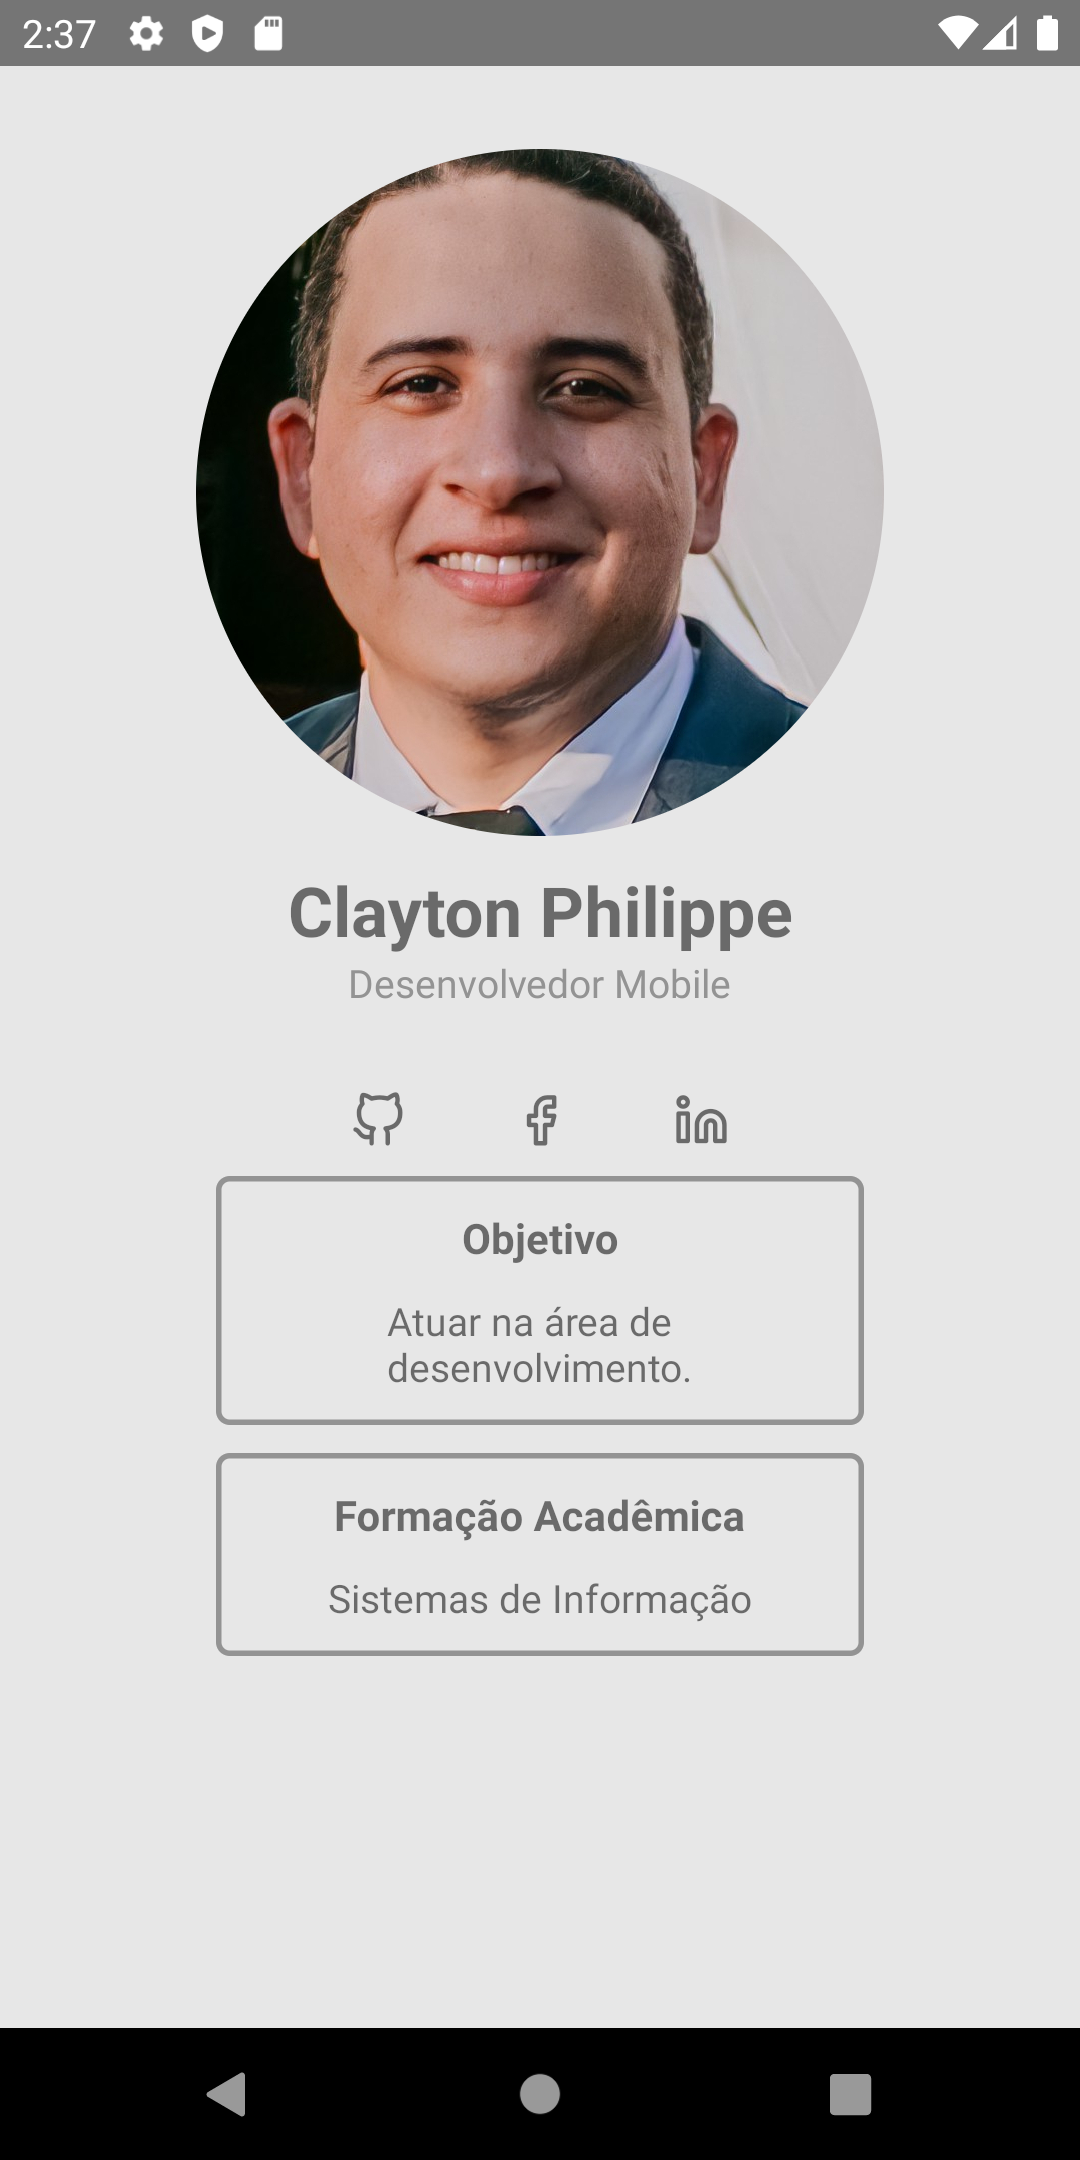 2:37
Clayton Philippe
Desenvolvedor Mobile
Objetivo
Atuar na área de
desenvolvimento.
Formação Acadêmica
Sistemas de Informação